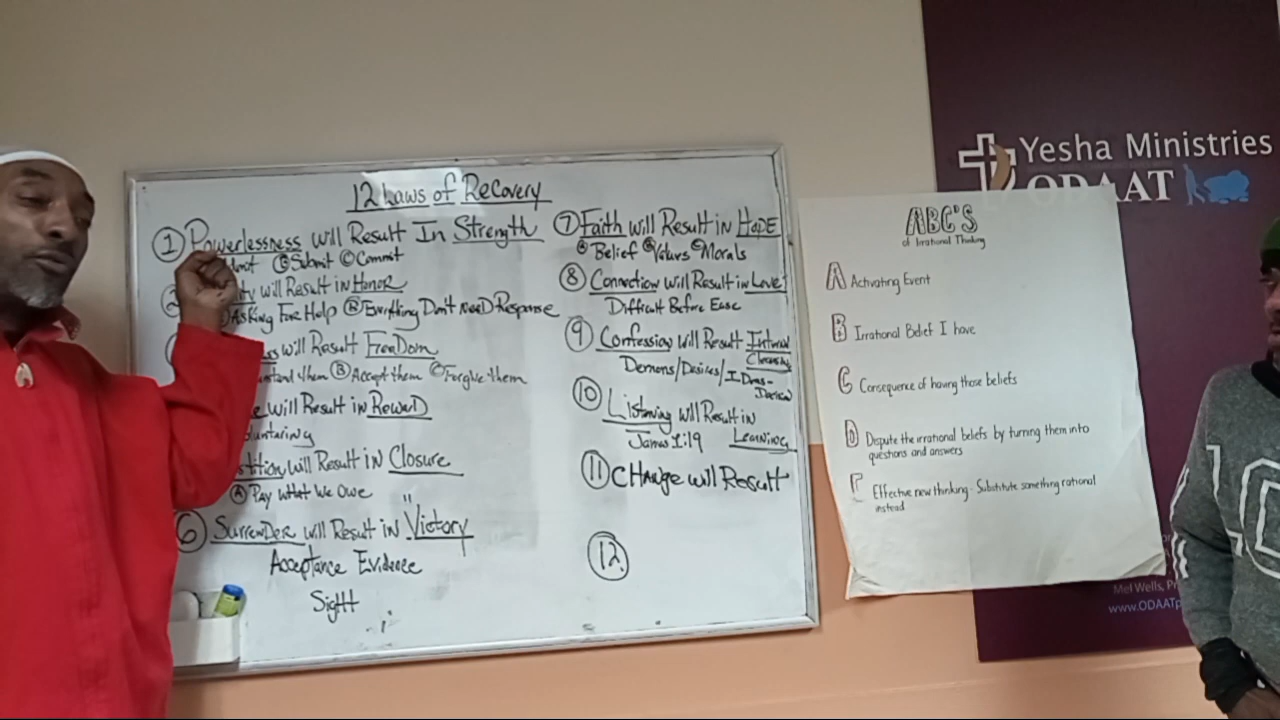 12 Laws of Recovery
① Powerlessness will Result In Strength
Ⓑ Submit Ⓒ Commit
will Result in Honor
Asking Fore Help Ⓑ Everything Don't Need Response
will Result Freedom
them Ⓑ Accept them Ⓒ Forgive them
will Result in Reward
will Result in Closure
Ⓐ Pay what we owe
⑥ Surrender will Result in "Victory
Acceptance Evidence
Sight
⑦ Faith will Result in Hope
Ⓐ Belief Ⓑ Values Ⓒ Morals
⑧ Connection will Result in Love
Difficult Before Ease
⑨ Confession will Result Internal
Cleansing
Demons/Desires/
⑩ Listening will Result in
James 1:19 Learning
⑪ CHANGE will Result
⑫
ABC'S
of Irrational Thinking
A Activating Event
B Irrational Belief I have
C Consequence of having those beliefs
D Dispute the irrational beliefs by turning them into
questions and answers
E Effective new thinking - Substitute something rational
instead
Yesha Ministries
ODAAT
Mel Wells,
www.ODAAT